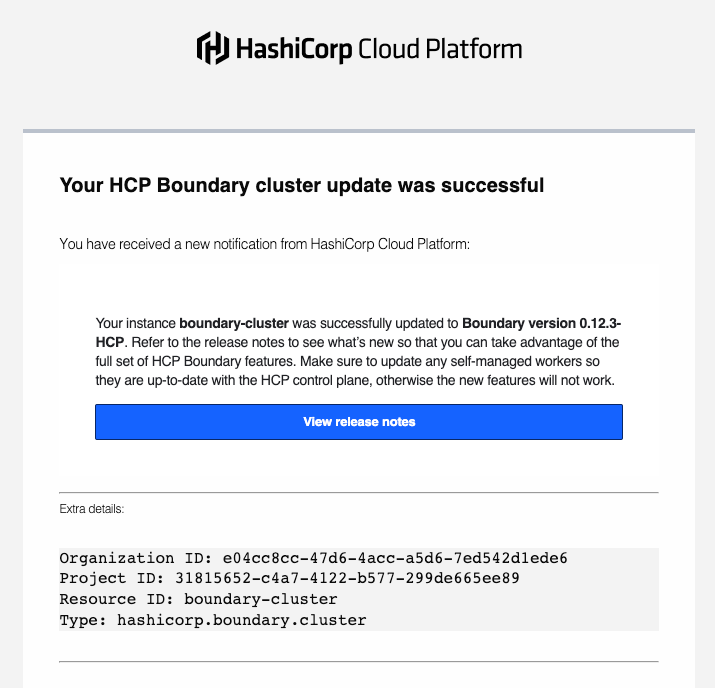 HashiCorp Cloud Platform
Your HCP Boundary cluster update was successful
You have received a new notification from HashiCorp Cloud Platform:
Your instance boundary-cluster was successfully updated to Boundary version 0.12.3-
HCP. Refer to the release notes to see what's new so that you can take advantage of the
full set of HCP Boundary features. Make sure to update any self-managed workers so
they are up-to-date with the HCP control plane, otherwise the new features will not work.
View release notes
Extra details:
Organization ID: e04cc8cc-47d6-4acc-a5d6-7ed542d1ede6
Project ID: 31815652-c4a7-4122-b577-299de665ee89
Resource ID: boundary-cluster
Type: hashicorp.boundary.cluster